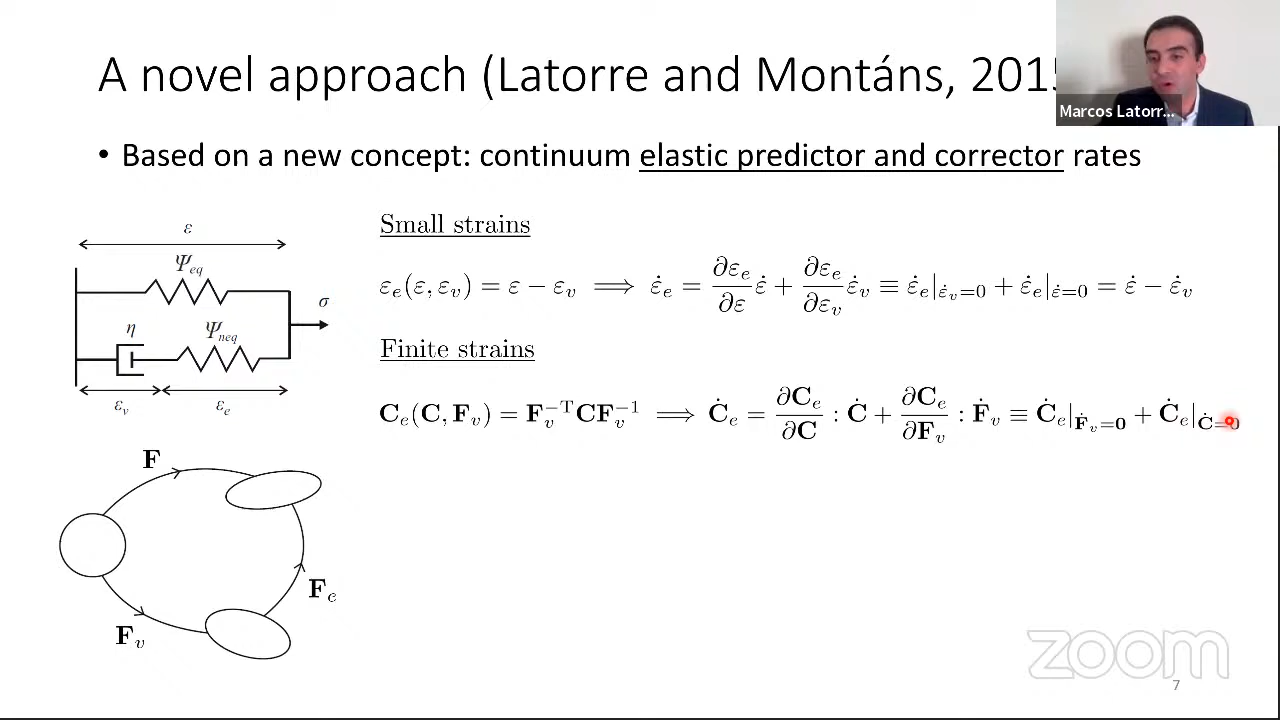 A novel approach (Latorre and Montáns, 2015
Marcos Latorr...
• Based on a new concept: continuum elastic predictor and corrector rates
ε
Ψ_eq
σ
η
Ψ_neq
ε_v
ε_e
Small strains
ε_e(ε, ε_v) = ε − ε_v ⟹ ε̇_e = ∂ε_e/∂ε ε̇ + ∂ε_e/∂ε_v ε̇_v ≡ ε̇_e|_{ε̇_v=0} + ε̇_e|_{ε̇=0} = ε̇ − ε̇_v
Finite strains
C_e(C, F_v) = F_v^{−T} C F_v^{−1} ⟹ Ċ_e = ∂C_e/∂C : Ċ + ∂C_e/∂F_v : Ḟ_v ≡ Ċ_e|_{Ḟ_v=0} + Ċ_e|_{Ċ=0}
F
F_e
F_v
zoom
7